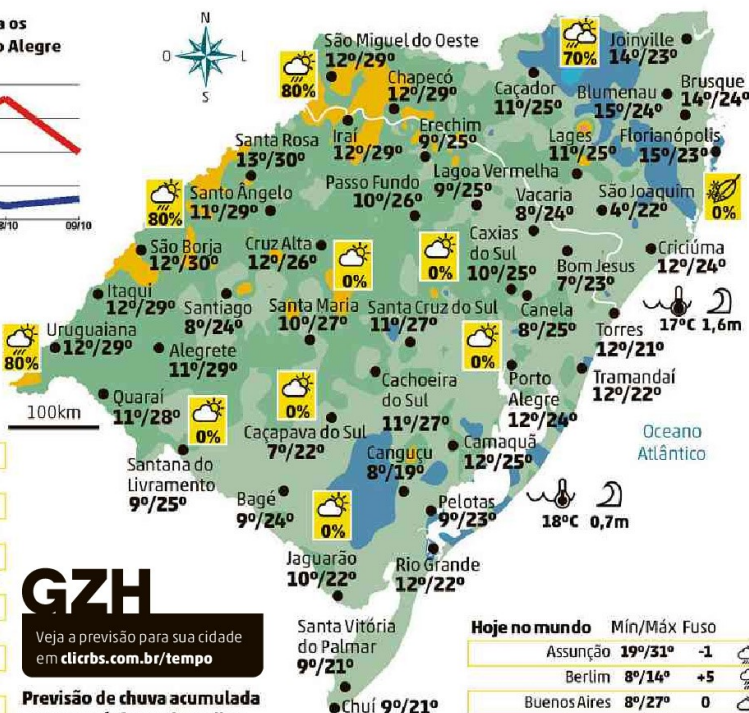 a os
o Alegre
8/10
09/10
N
O
L
S
São Miguel do Oeste
12º/29º
80%
Chapecó
12º/29º
Caçador
11º/25º
70%
Joinville
14º/23º
Blumenau
15º/24º
Brusque
14º/24º
Santa Rosa
13º/30º
Iraí
12º/29º
Erechim
9º/25º
Lages
11º/25º
Florianópolis
15º/23º
Lagoa Vermelha
9º/25º
Passo Fundo
10º/26º
Vacaria
8º/24º
São Joaquim
4º/22º
0%
80%
Santo Ângelo
11º/29º
São Borja
12º/30º
Cruz Alta
12º/26º
0%
0%
Caxias
do Sul
10º/25º
Bom Jesus
7º/23º
Criciúma
12º/24º
Itaqui
12º/29º
Santiago
8º/24º
Santa Maria
10º/27º
Santa Cruz do Sul
11º/27º
Canela
8º/25º
Torres
12º/21º
17ºC 1,6m
80%
Uruguaiana
12º/29º
Alegrete
11º/29º
0%
Quaraí
11º/28º
100km
0%
0%
Caçapava do Sul
7º/22º
Cachoeira
do Sul
11º/27º
Porto
Alegre
12º/24º
Tramandaí
12º/22º
Oceano
Atlântico
Santana do
Livramento
9º/25º
Bagé
9º/24º
0%
Canguçu
8º/19º
Camaquã
12º/25º
Pelotas
9º/23º
18ºC 0,7m
Jaguarão
10º/22º
Rio Grande
12º/22º
GZH
Veja a previsão para sua cidade
em clicrbs.com.br/tempo
Santa Vitória
do Palmar
9º/21º
Chuí 9º/21º
Previsão de chuva acumulada
Hoje no mundo Mín/Máx Fuso
Assunção 19º/31º -1
Berlim 8º/14º +5
Buenos Aires 8º/27º 0